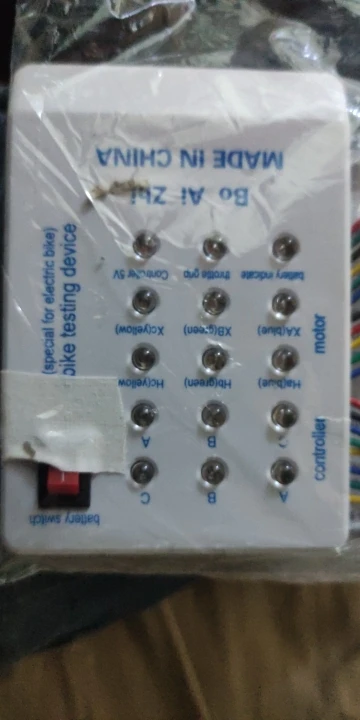 battery switch
A B C
B A
Ha(blue) Hb(green) Hc(yellow
XA(blue) XB(green) Xc(yellow)
battery indicate throttle grip Controller 5V
Bo Ai Zhi
MADE IN CHINA
controller
motor
(special for electric bike)
bike testing device